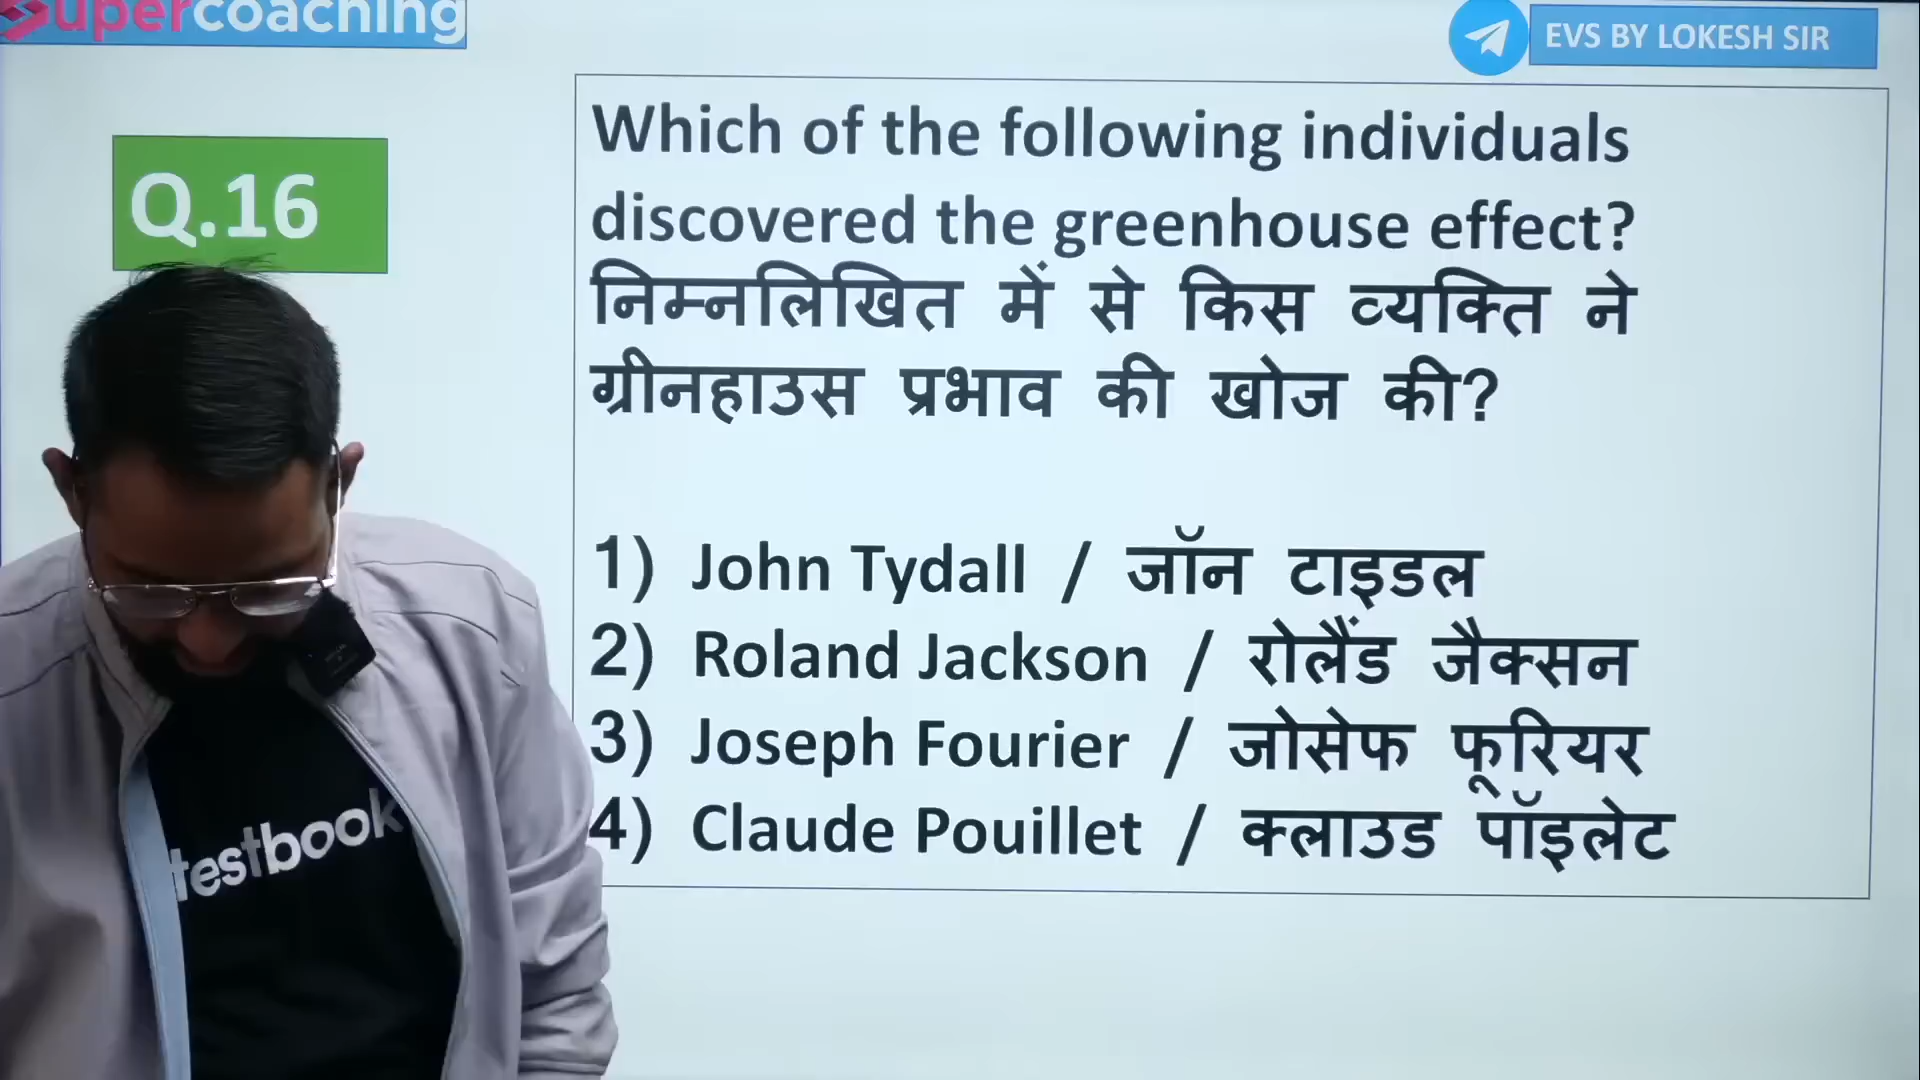 Supercoaching
EVS BY LOKESH SIR
Q.16
Which of the following individuals
discovered the greenhouse effect?
निम्नलिखित में से किस व्यक्ति ने
ग्रीनहाउस प्रभाव की खोज की?
1) John Tydall / जॉन टाइडल
2) Roland Jackson / रोलैंड जैक्सन
3) Joseph Fourier / जोसेफ फूरियर
4) Claude Pouillet / क्लाउड पॉइलेट
testbook